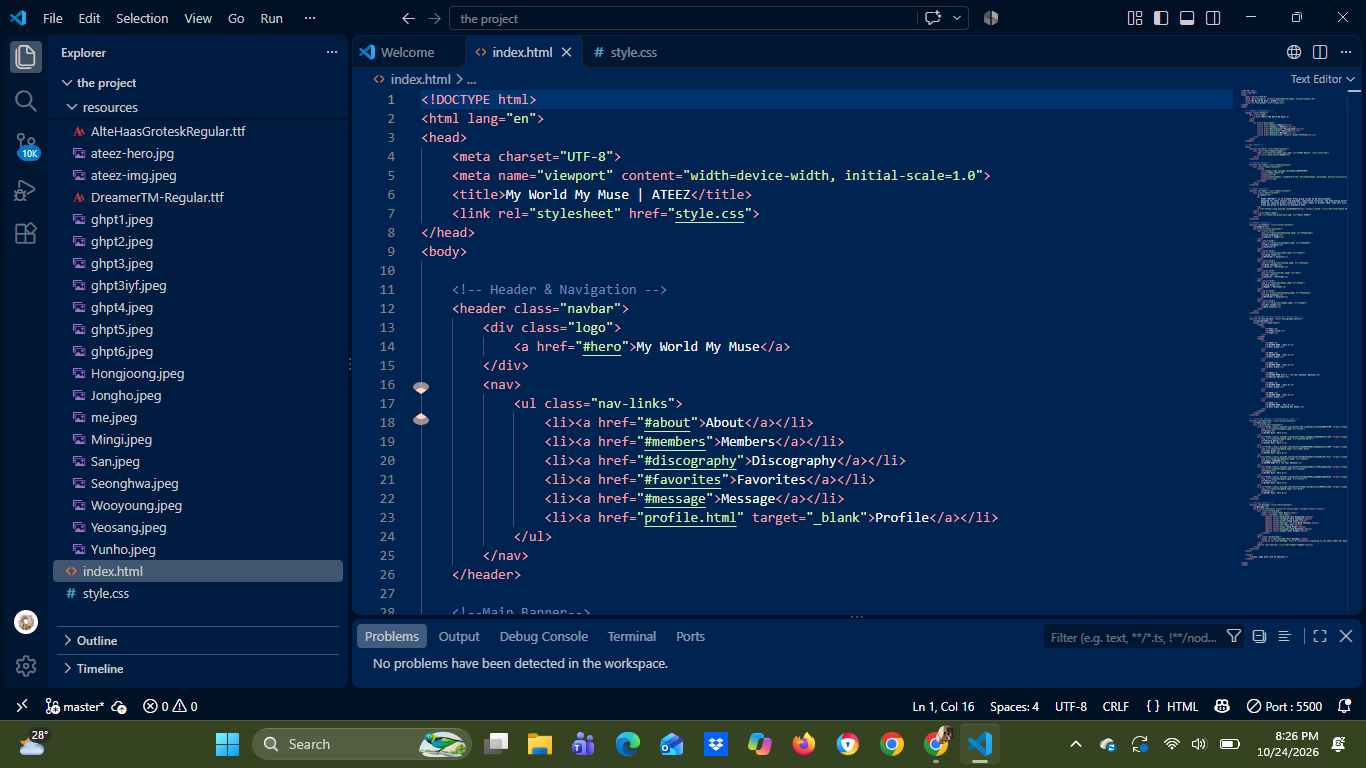 File Edit Selection View Go Run ···
the project
Explorer
the project
resources
AlteHaasGroteskRegular.ttf
ateez-hero.jpg
ateez-img.jpeg
DreamerTM-Regular.ttf
ghpt1.jpeg
ghpt2.jpeg
ghpt3.jpeg
ghpt3iyf.jpeg
ghpt4.jpeg
ghpt5.jpeg
ghpt6.jpeg
Hongjoong.jpeg
Jongho.jpeg
me.jpeg
Mingi.jpeg
San.jpeg
Seonghwa.jpeg
Wooyoung.jpeg
Yeosang.jpeg
Yunho.jpeg
index.html
# style.css
Outline
Timeline
10K
Welcome
<> index.html
# style.css
<> index.html > ...
Text Editor
1 <!DOCTYPE html>
2 <html lang="en">
3 <head>
4 <meta charset="UTF-8">
5 <meta name="viewport" content="width=device-width, initial-scale=1.0">
6 <title>My World My Muse | ATEEZ</title>
7 <link rel="stylesheet" href="style.css">
8 </head>
9 <body>
10
11 <!-- Header & Navigation -->
12 <header class="navbar">
13 <div class="logo">
14 <a href="#hero">My World My Muse</a>
15 </div>
16 <nav>
17 <ul class="nav-links">
18 <li><a href="#about">About</a></li>
19 <li><a href="#members">Members</a></li>
20 <li><a href="#discography">Discography</a></li>
21 <li><a href="#favorites">Favorites</a></li>
22 <li><a href="#message">Message</a></li>
23 <li><a href="profile.html" target="_blank">Profile</a></li>
24 </ul>
25 </nav>
26 </header>
27
28 <!--Main Banner-->
Problems Output Debug Console Terminal Ports
Filter (e.g. text, **/*.ts, !**/nod...
No problems have been detected in the workspace.
master* 0 0
Ln 1, Col 16 Spaces: 4 UTF-8 CRLF { } HTML Port : 5500
28°
Search
8:26 PM
10/24/2026